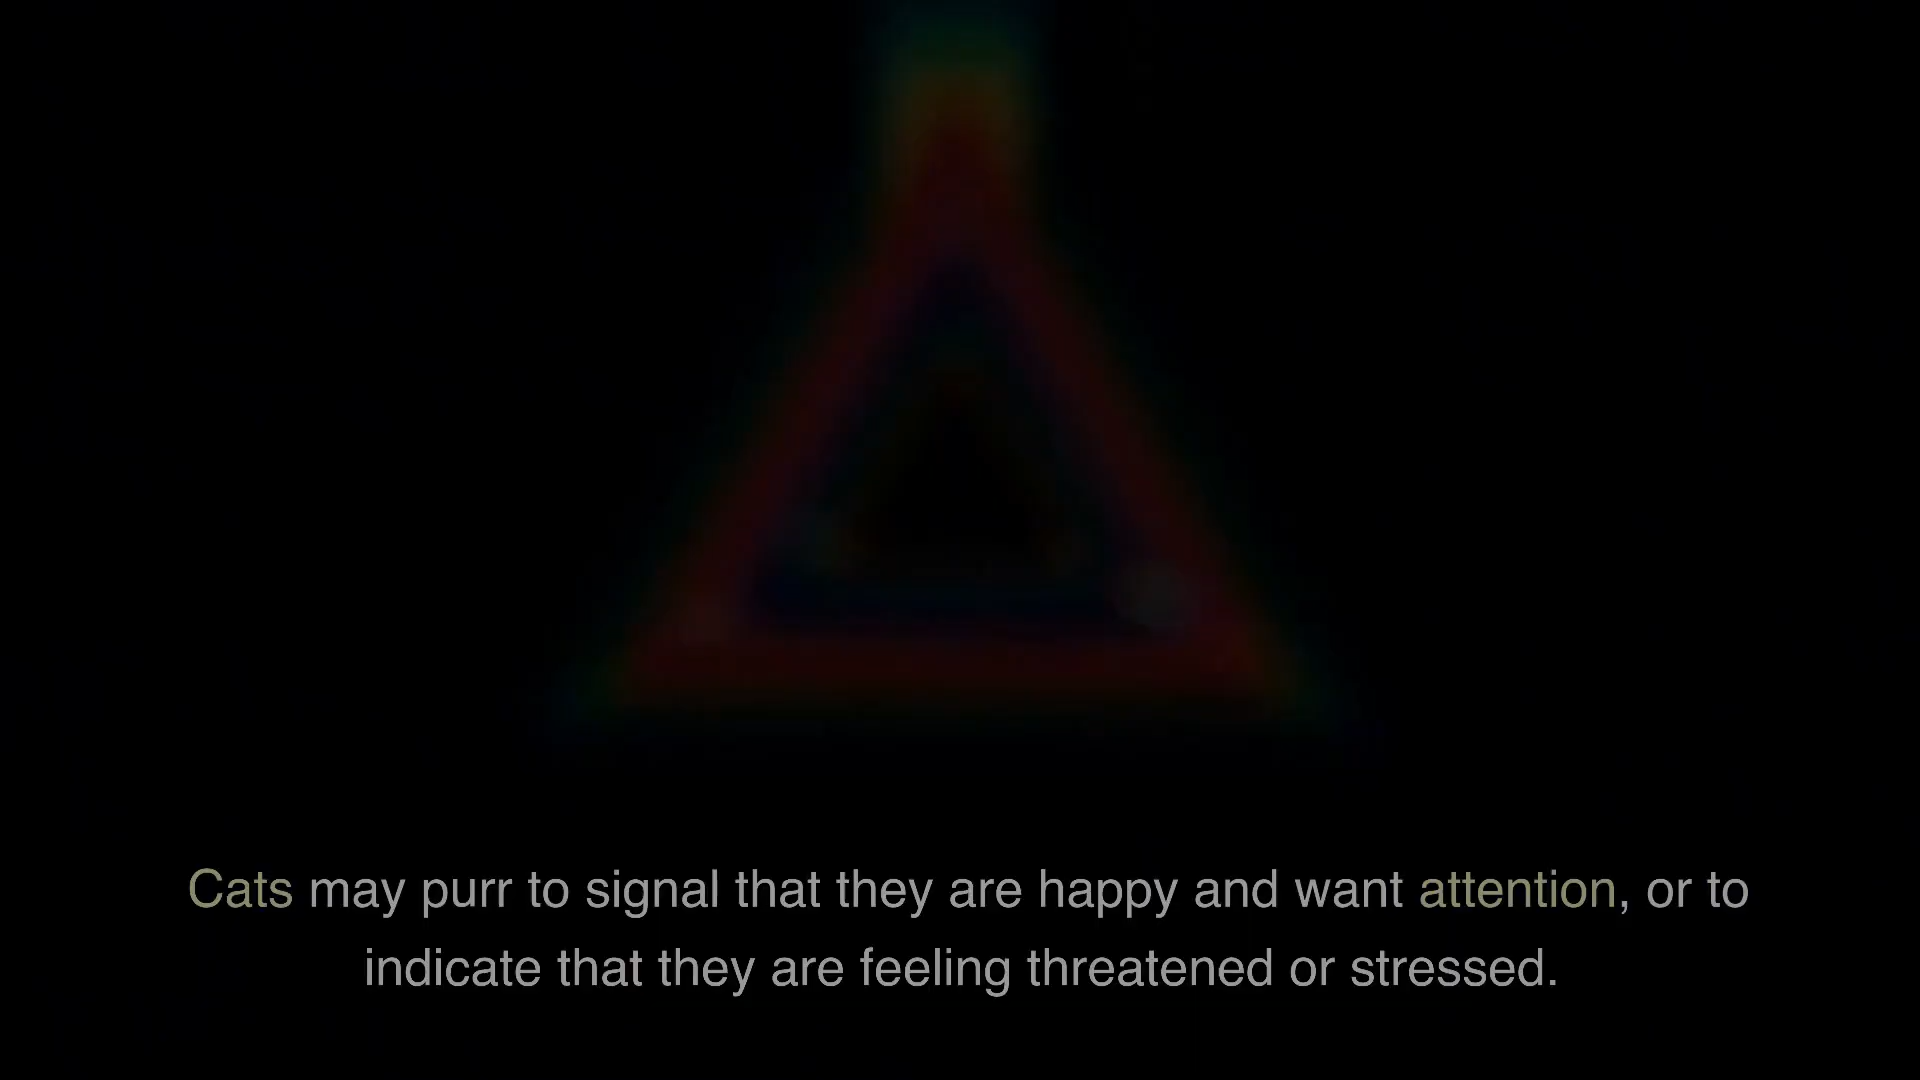 Cats may purr to signal that they are happy and want attention, or to
indicate that they are feeling threatened or stressed.